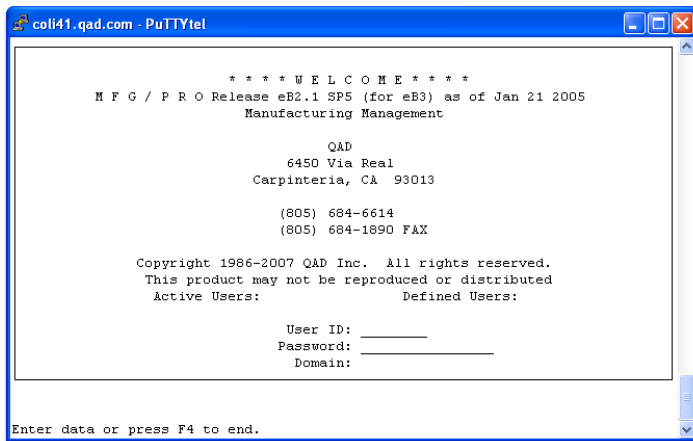 coli41.qad.com - PuTTYtel
* * * * W E L C O M E * * * *
M F G / P R O Release eB2.1 SP5 (for eB3) as of Jan 21 2005
Manufacturing Management
QAD
6450 Via Real
Carpinteria, CA 93013
(805) 684-6614
(805) 684-1890 FAX
Copyright 1986-2007 QAD Inc. All rights reserved.
This product may not be reproduced or distributed
Active Users: Defined Users:
User ID:
Password:
Domain:
Enter data or press F4 to end.